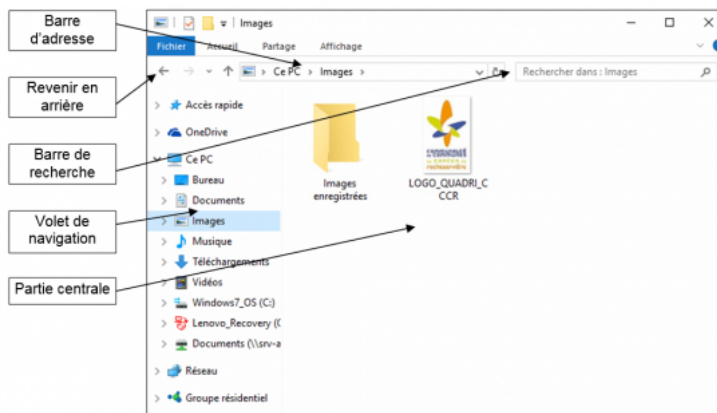 Barre
d'adresse
Revenir en
arrière
Barre de
recherche
Volet de
navigation
Partie centrale
Images
Fichier Accueil Partage Affichage
Ce PC > Images >
Rechercher dans : Images
Accès rapide
OneDrive
Ce PC
Bureau
Documents
Images
Musique
Téléchargements
Vidéos
Windows7_OS (C:)
Lenovo_Recovery (
Documents (\\srv-a
Réseau
Groupe résidentiel
Images
enregistrées
LOGO_QUADRI_C
CCR